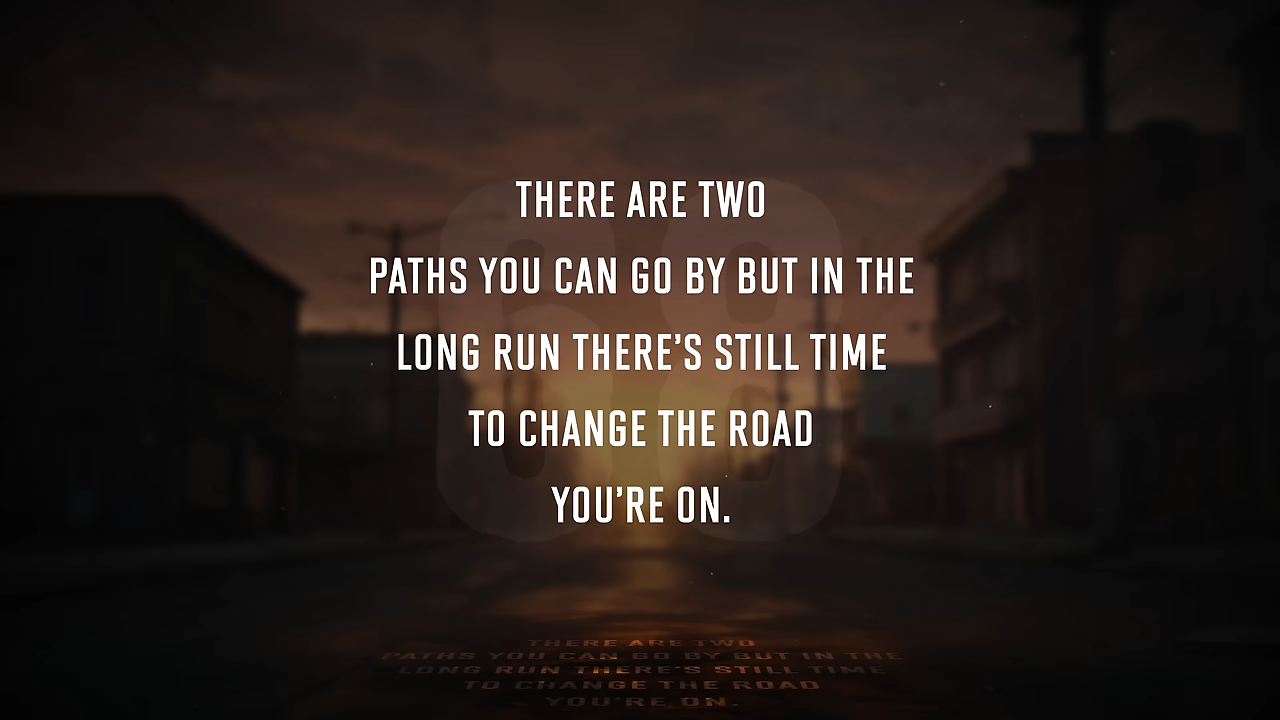 THERE ARE TWO
PATHS YOU CAN GO BY BUT IN THE
LONG RUN THERE’S STILL TIME
TO CHANGE THE ROAD
YOU’RE ON.
68
THERE ARE TWO
PATHS YOU CAN GO BY BUT IN THE
LONG RUN THERE’S STILL TIME
TO CHANGE THE ROAD
YOU’RE ON.